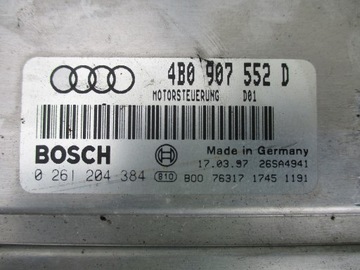 4B0 907 552 D
MOTORSTEUERUNG D01
BOSCH
Made in Germany
17.03.97 26SA4941
0 261 204 384 810 B00 76317 1745 1191